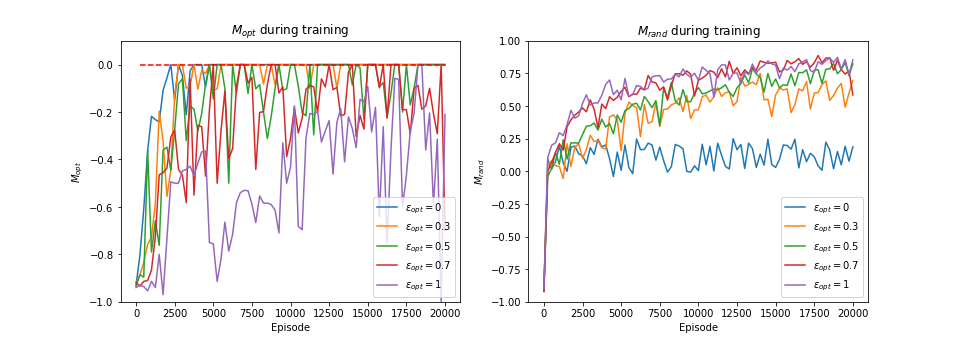 M_opt during training
0.0
−0.2
−0.4
−0.6
−0.8
−1.0
M_opt
0 2500 5000 7500 10000 12500 15000 17500 20000
Episode
ε_opt = 0
ε_opt = 0.3
ε_opt = 0.5
ε_opt = 0.7
ε_opt = 1
M_rand during training
1.00
0.75
0.50
0.25
0.00
−0.25
−0.50
−0.75
−1.00
M_rand
0 2500 5000 7500 10000 12500 15000 17500 20000
Episode
ε_opt = 0
ε_opt = 0.3
ε_opt = 0.5
ε_opt = 0.7
ε_opt = 1